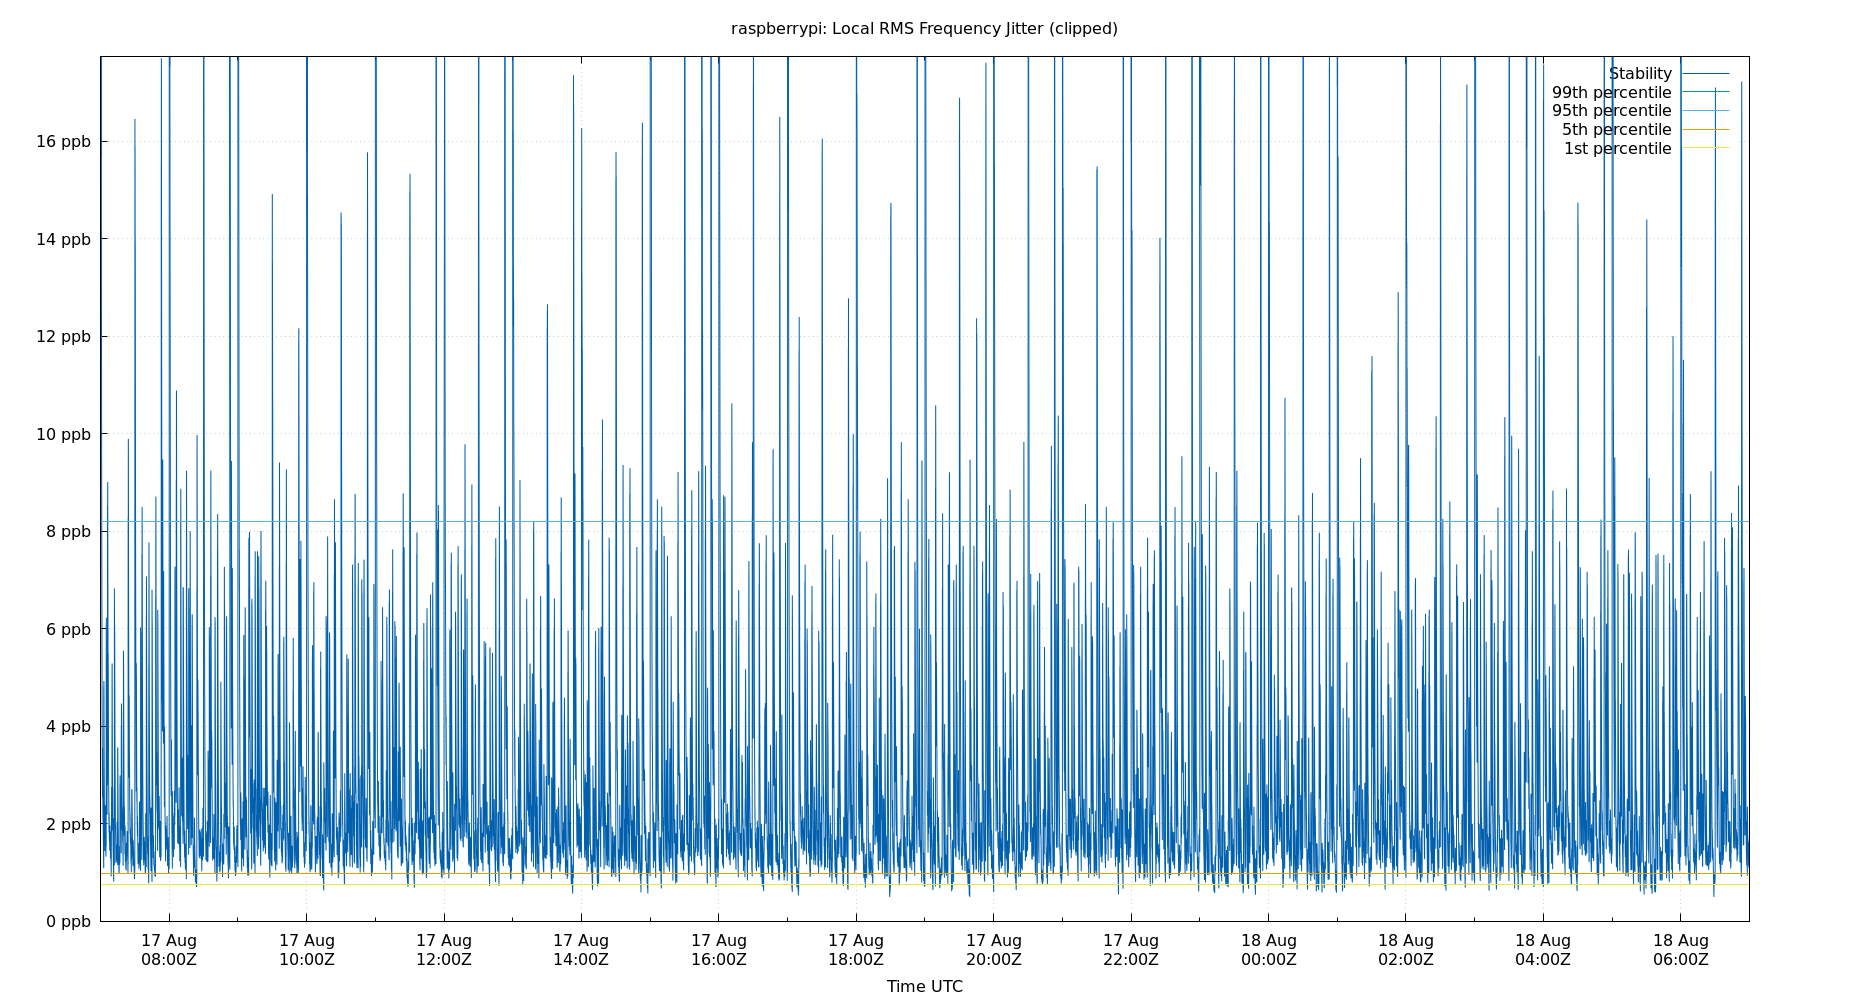 raspberrypi: Local RMS Frequency Jitter (clipped)
Stability
99th percentile
95th percentile
5th percentile
1st percentile
16 ppb
14 ppb
12 ppb
10 ppb
8 ppb
6 ppb
4 ppb
2 ppb
0 ppb
17 Aug 17 Aug 17 Aug 17 Aug 17 Aug 17 Aug 17 Aug 17 Aug 18 Aug 18 Aug 18 Aug 18 Aug
08:00Z 10:00Z 12:00Z 14:00Z 16:00Z 18:00Z 20:00Z 22:00Z 00:00Z 02:00Z 04:00Z 06:00Z
Time UTC